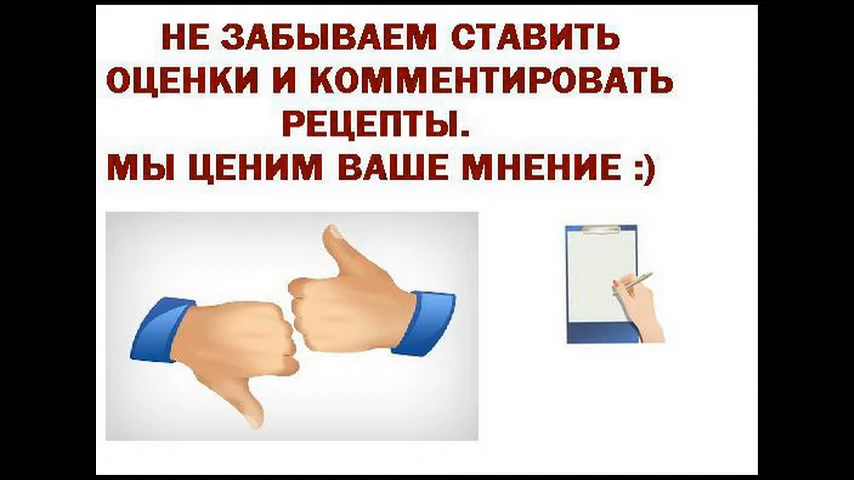 НЕ ЗАБЫВАЕМ СТАВИТЬ
ОЦЕНКИ И КОММЕНТИРОВАТЬ
РЕЦЕПТЫ.
МЫ ЦЕНИМ ВАШЕ МНЕНИЕ :)